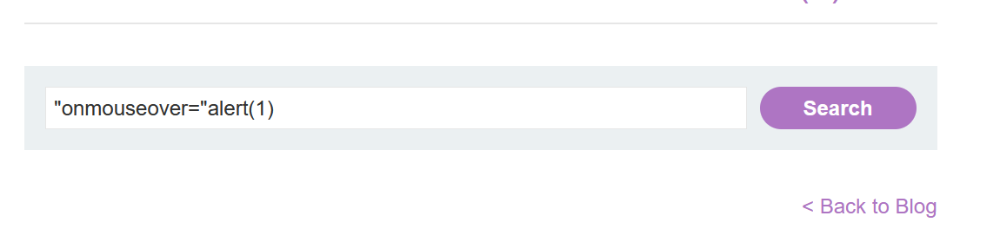 "onmouseover="alert(1)
Search
< Back to Blog